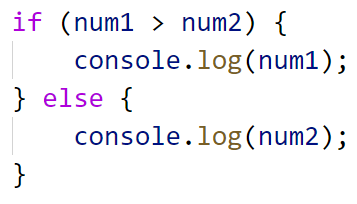 if (num1 > num2) {
    console.log(num1);
} else {
    console.log(num2);
}